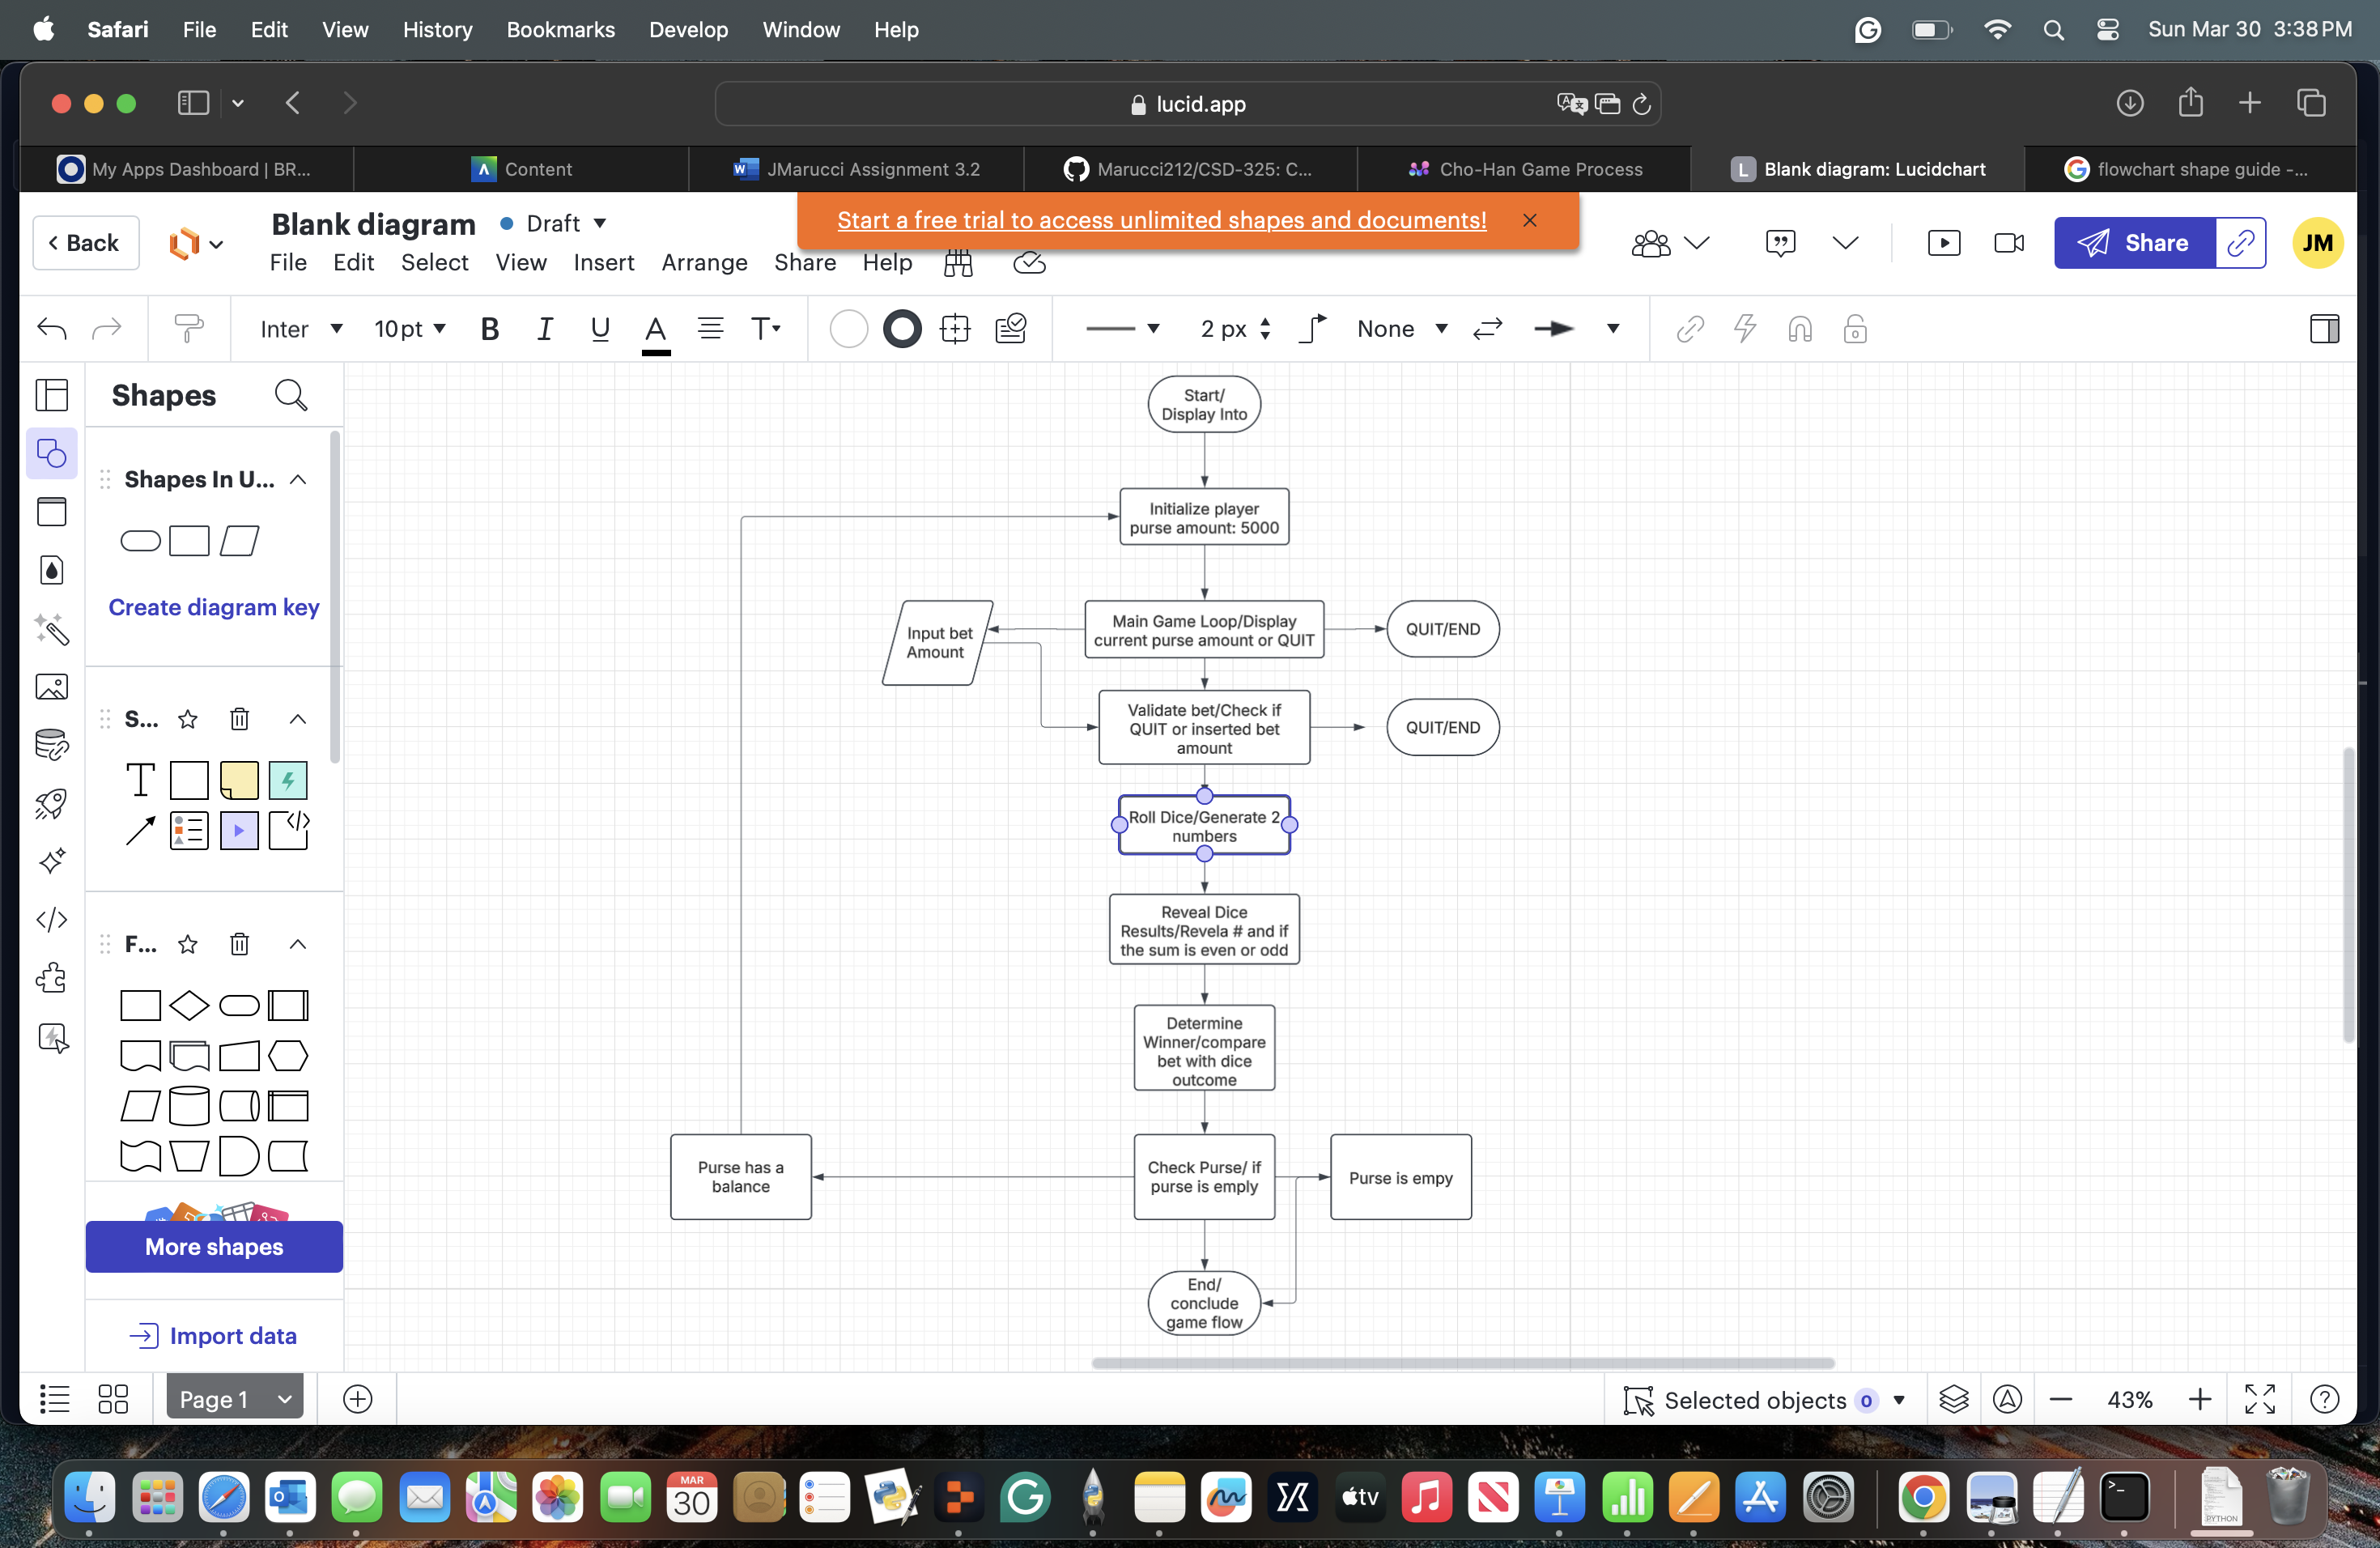 Safari File Edit View History Bookmarks Develop Window Help
Sun Mar 30 3:38 PM
lucid.app
My Apps Dashboard | BR...
Content
JMarucci Assignment 3.2
Marucci212/CSD-325: C...
Cho-Han Game Process
L Blank diagram: Lucidchart
flowchart shape guide -...
Start a free trial to access unlimited shapes and documents!
Back
Blank diagram
Draft
File Edit Select View Insert Arrange Share Help
Share
JM
Inter
10 pt
B I U A T
2 px
None
Shapes
Shapes In U...
Create diagram key
S...
T
F...
More shapes
Import data
Start/
Display Into
Initialize player
purse amount: 5000
Input bet
Amount
Main Game Loop/Display
current purse amount or QUIT
QUIT/END
Validate bet/Check if
QUIT or inserted bet
amount
QUIT/END
Roll Dice/Generate 2
numbers
Reveal Dice
Results/Revela # and if
the sum is even or odd
Determine
Winner/compare
bet with dice
outcome
Purse has a
balance
Check Purse/ if
purse is emply
Purse is empy
End/
conclude
game flow
Page 1
Selected objects 0
43%
MAR
30
tv
PYTHON